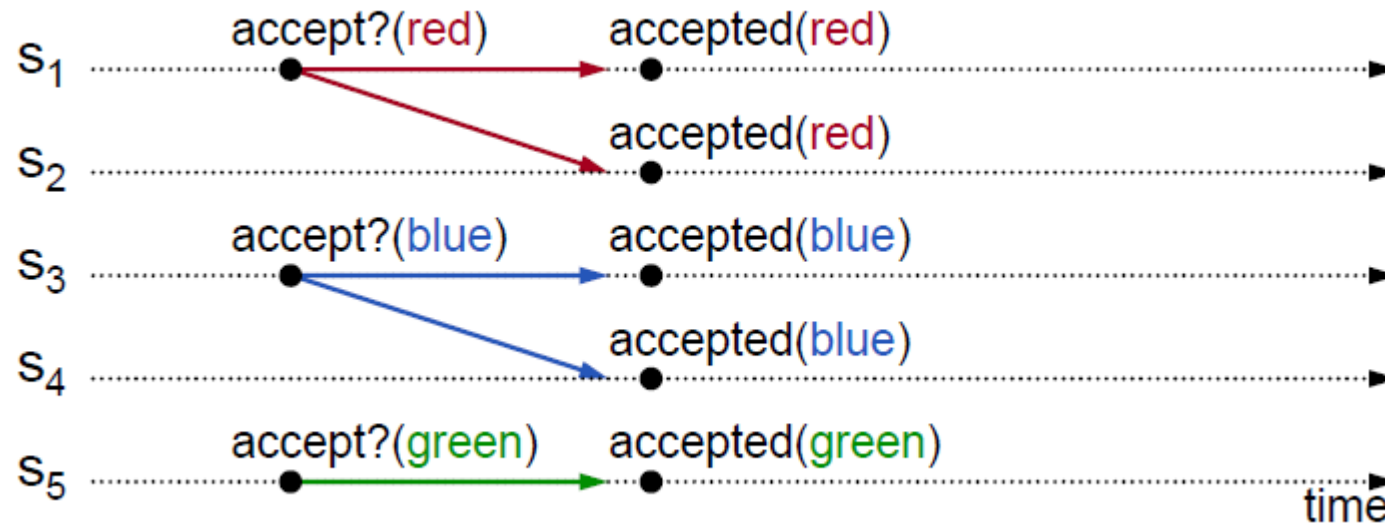 accept?(red) accepted(red)
S1
accepted(red)
S2
accept?(blue) accepted(blue)
S3
accepted(blue)
S4
accept?(green) accepted(green)
S5
time